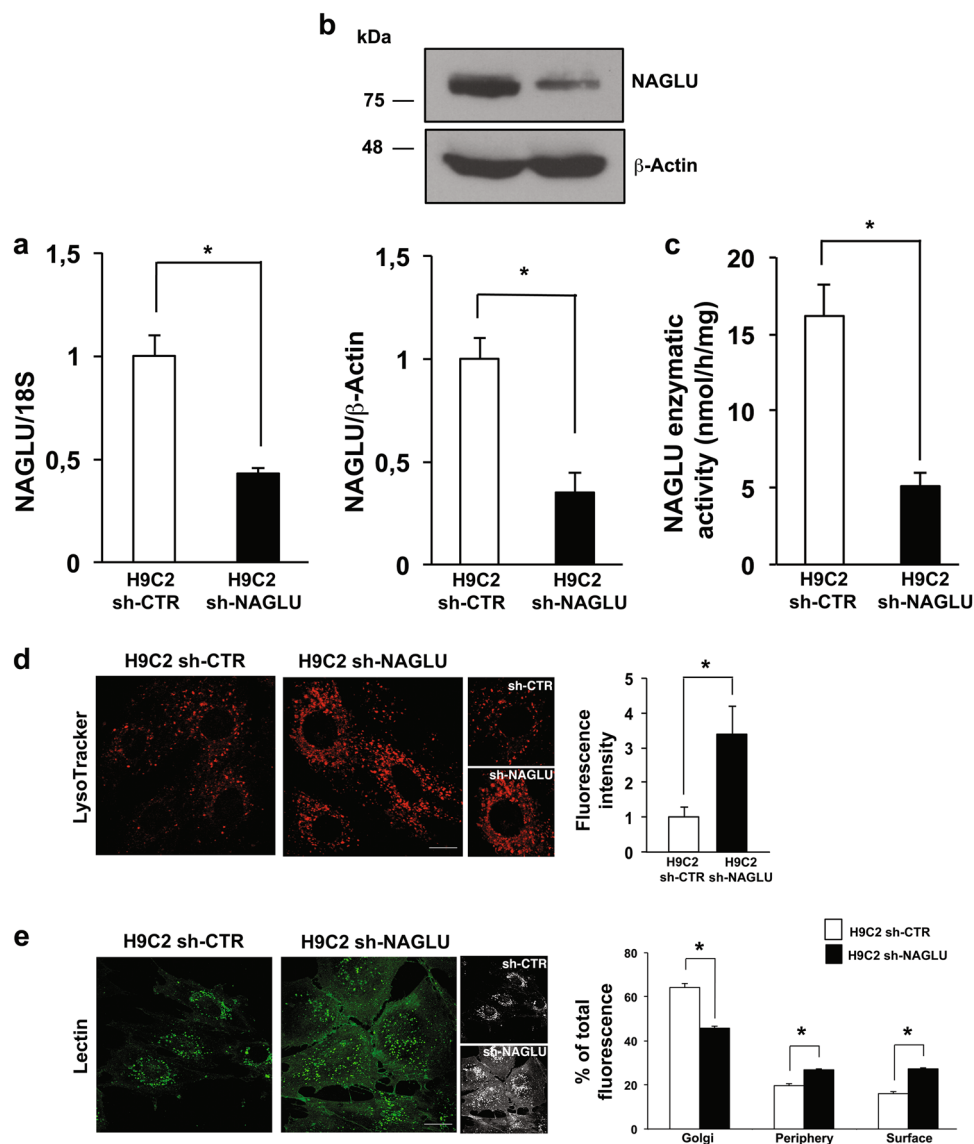 b
kDa
NAGLU
75
48
β-Actin
a
1,5
1
0,5
0
NAGLU/18S
*
H9C2
sh-CTR
H9C2
sh-NAGLU
1,5
1
0,5
0
NAGLU/β-Actin
*
H9C2
sh-CTR
H9C2
sh-NAGLU
c
20
15
10
5
0
NAGLU enzymatic
activity (nmol/h/mg)
*
H9C2
sh-CTR
H9C2
sh-NAGLU
d
H9C2 sh-CTR
H9C2 sh-NAGLU
LysoTracker
sh-CTR
sh-NAGLU
Fluorescence
intensity
5
4
3
2
1
0
*
H9C2
sh-CTR
H9C2
sh-NAGLU
e
H9C2 sh-CTR
H9C2 sh-NAGLU
Lectin
sh-CTR
sh-NAGLU
H9C2 sh-CTR
H9C2 sh-NAGLU
% of total
fluorescence
80
60
40
20
0
*
*
*
Golgi
Periphery
Surface